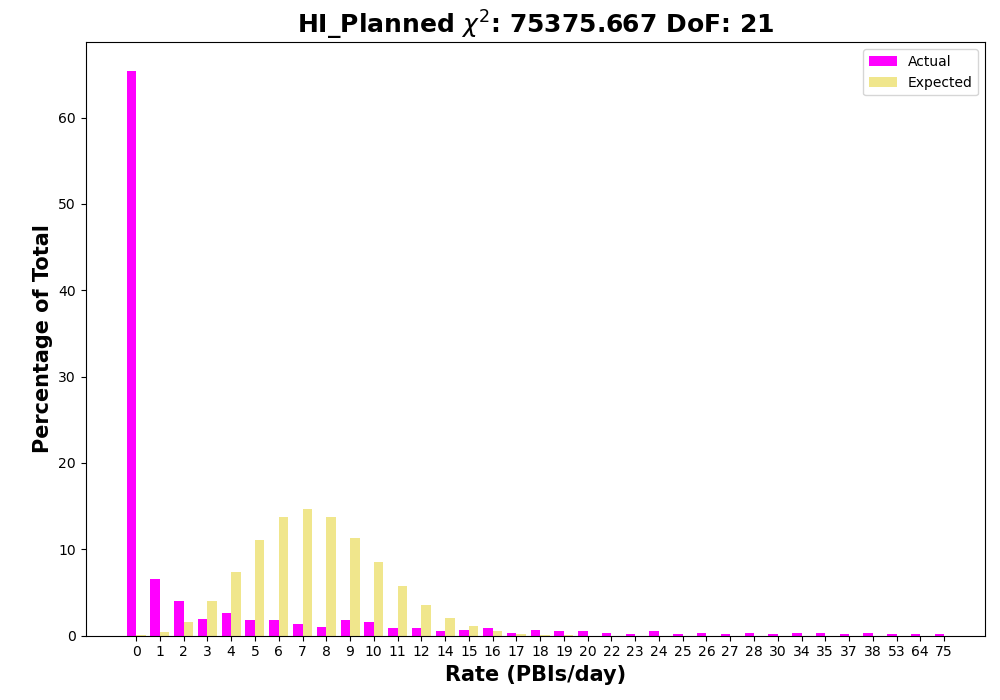 HI_Planned χ²: 75375.667 DoF: 21
Actual
Expected
Percentage of Total
60
50
40
30
20
10
0
0 1 2 3 4 5 6 7 8 9 10 11 12 14 15 16 17 18 19 20 22 23 24 25 26 27 28 30 34 35 37 38 53 64 75
Rate (PBIs/day)